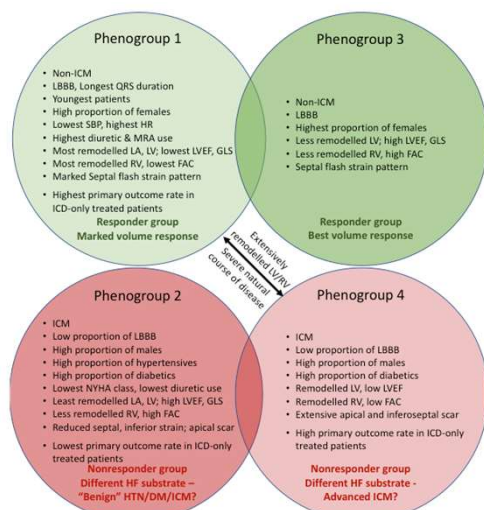 Phenogroup 1
• Non-ICM
• LBBB, Longest QRS duration
• Youngest patients
• High proportion of females
• Lowest SBP, highest HR
• Highest diuretic & MRA use
• Most remodelled LA, LV; lowest LVEF, GLS
• Most remodelled RV, lowest FAC
• Marked Septal flash strain pattern
• Highest primary outcome rate in
ICD-only treated patients
Responder group
Marked volume response
Phenogroup 3
• Non-ICM
• LBBB
• Highest proportion of females
• Less remodelled LV; high LVEF, GLS
• Less remodelled RV, high FAC
• Septal flash strain pattern
Responder group
Best volume response
Extensively
remodelled LV/RV
Severe natural
course of disease
Phenogroup 2
• ICM
• Low proportion of LBBB
• High proportion of males
• High proportion of hypertensives
• High proportion of diabetics
• Lowest NYHA class, lowest diuretic use
• Least remodelled LA, LV; high LVEF, GLS
• Less remodelled RV, high FAC
• Reduced septal, inferior strain; apical scar
• Lowest primary outcome rate in ICD-only
treated patients
Nonresponder group
Different HF substrate –
“Benign” HTN/DM/ICM?
Phenogroup 4
• ICM
• Low proportion of LBBB
• High proportion of males
• High proportion of diabetics
• Remodelled LV, low LVEF
• Remodelled RV, low FAC
• Extensive apical and inferoseptal scar
• High primary outcome rate in ICD-only
treated patients
Nonresponder group
Different HF substrate -
Advanced ICM?